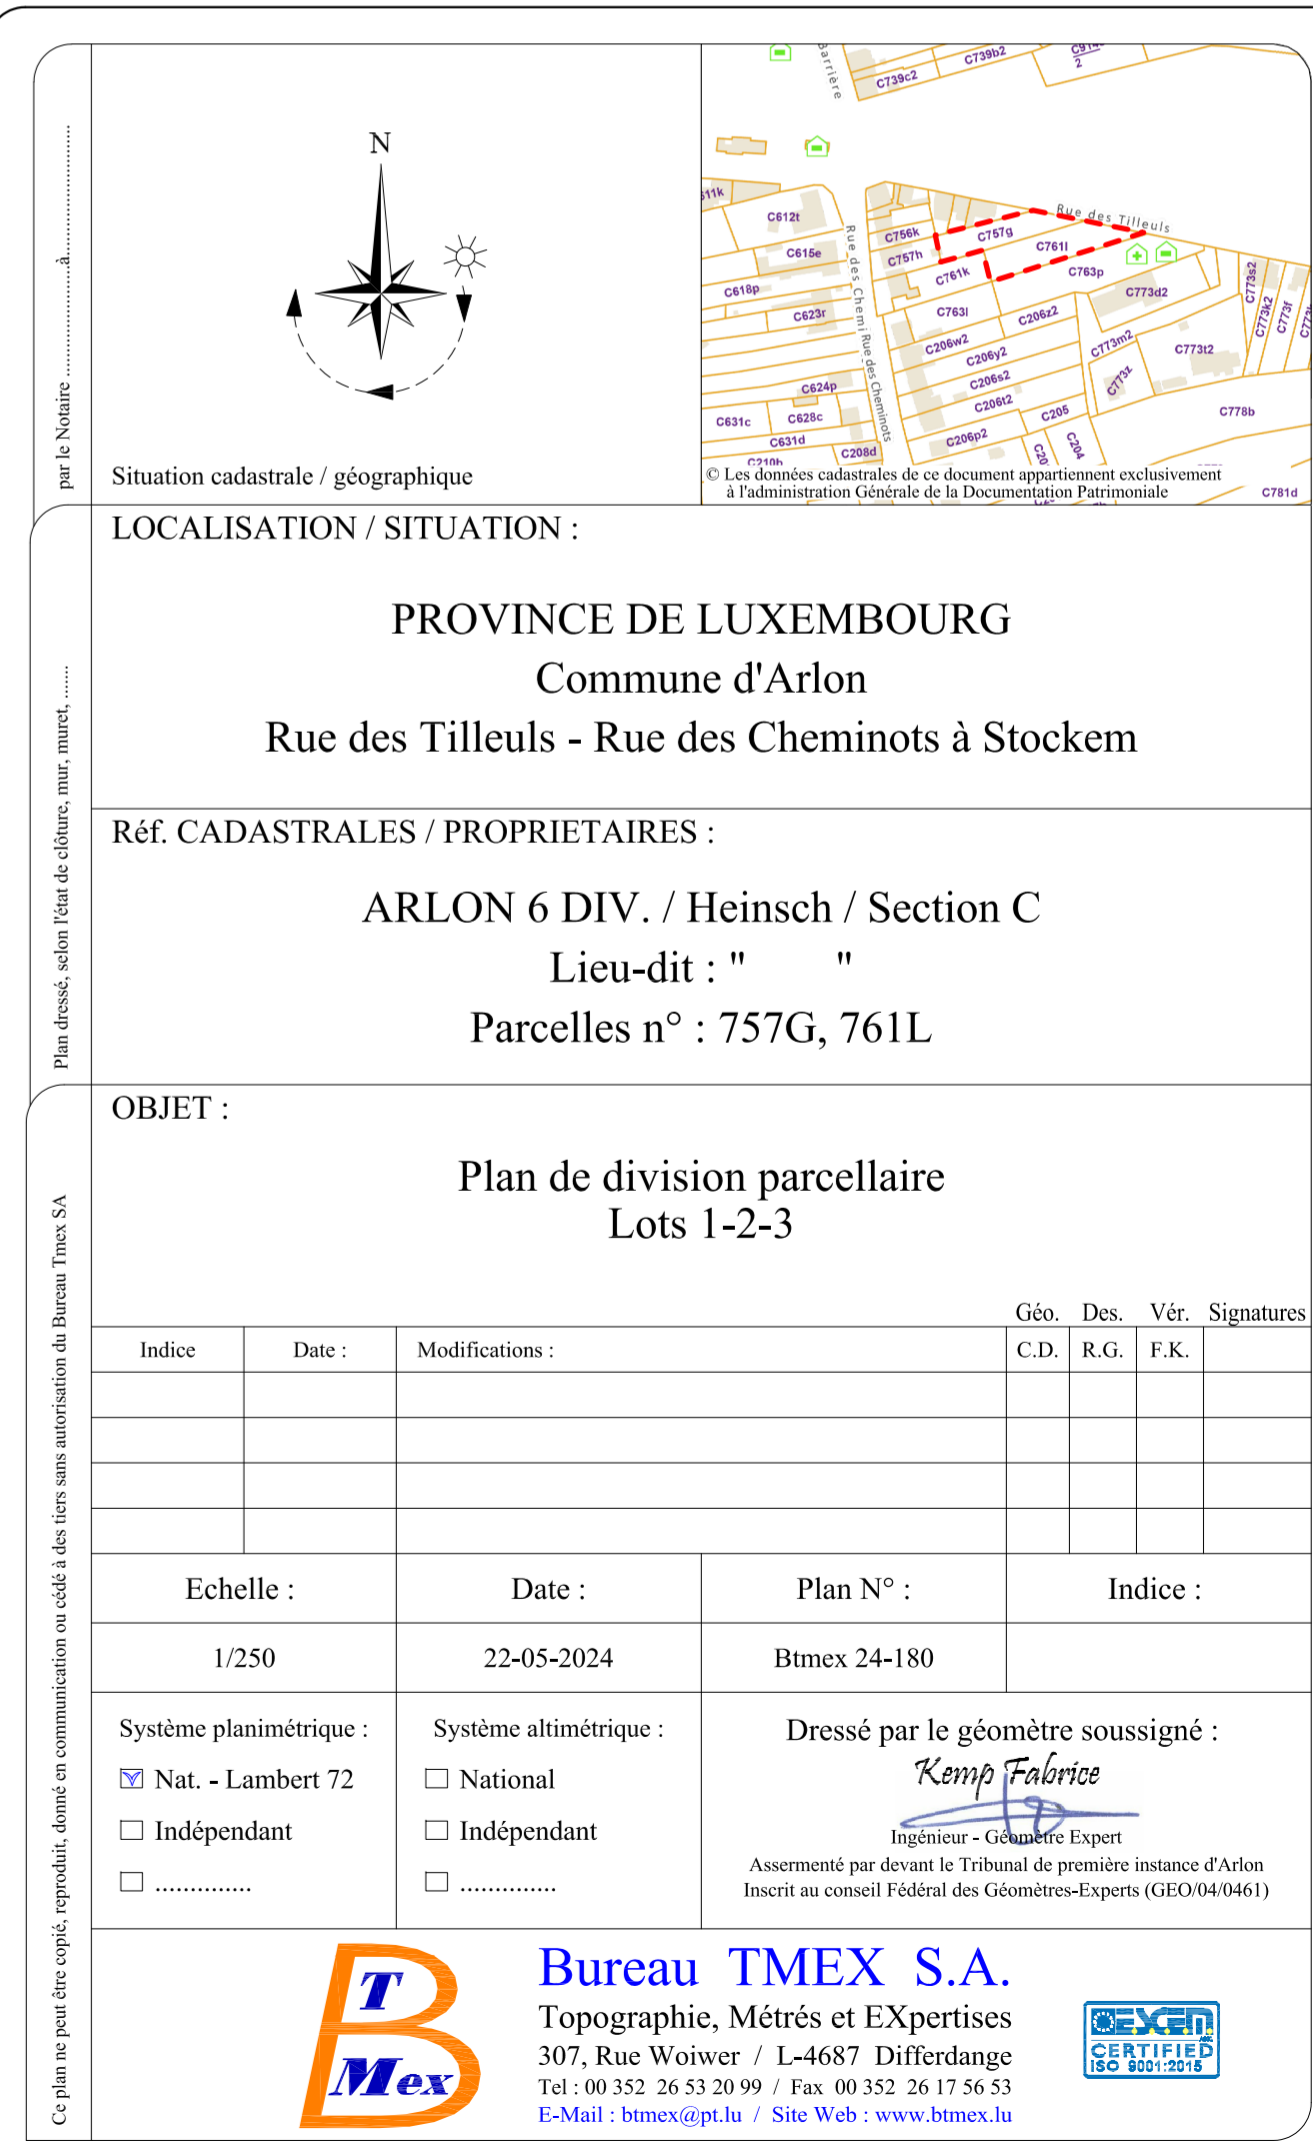 N
Situation cadastrale / géographique
Barrière
C739c2
C739b2
611k
C612t
C615e
C618p
C623r
C624p
C631c
C628c
C631d
C210h
C208d
Rue des Chemi
Rue des Cheminots
C756k
C757h
C757g
Rue des Tilleuls
C761l
C761k
C763p
C763l
C773d2
C206z2
C206w2
C206y2
C206s2
C206t2
C206p2
C205
C204
C773m2
C773z
C773t2
C773s2
C773k2
C773f
C778b
C781d
© Les données cadastrales de ce document appartiennent exclusivement
à l'administration Générale de la Documentation Patrimoniale
par le Notaire ................................à................................
LOCALISATION / SITUATION :
PROVINCE DE LUXEMBOURG
Commune d'Arlon
Rue des Tilleuls - Rue des Cheminots à Stockem
Plan dressé, selon l'état de clôture, mur, muret, .......
Réf. CADASTRALES / PROPRIETAIRES :
ARLON 6 DIV. / Heinsch / Section C
Lieu-dit : " "
Parcelles n° : 757G, 761L
OBJET :
Plan de division parcellaire
Lots 1-2-3
Ce plan ne peut être copié, reproduit, donné en communication ou cédé à des tiers sans autorisation du Bureau Tmex SA
Géo. Des. Vér. Signatures
Indice Date : Modifications : C.D. R.G. F.K.
Echelle : Date : Plan N° : Indice :
1/250 22-05-2024 Btmex 24-180
Système planimétrique :
Nat. - Lambert 72
Indépendant
..............
Système altimétrique :
National
Indépendant
..............
Dressé par le géomètre soussigné :
Kemp Fabrice
Ingénieur - Géomètre Expert
Assermenté par devant le Tribunal de première instance d'Arlon
Inscrit au conseil Fédéral des Géomètres-Experts (GEO/04/0461)
T
Mex
Bureau TMEX S.A.
Topographie, Métrés et EXpertises
307, Rue Woiwer / L-4687 Differdange
Tel : 00 352 26 53 20 99 / Fax 00 352 26 17 56 53
E-Mail : btmex@pt.lu / Site Web : www.btmex.lu
ESCEM
CERTIFIED
ISO 9001:2015